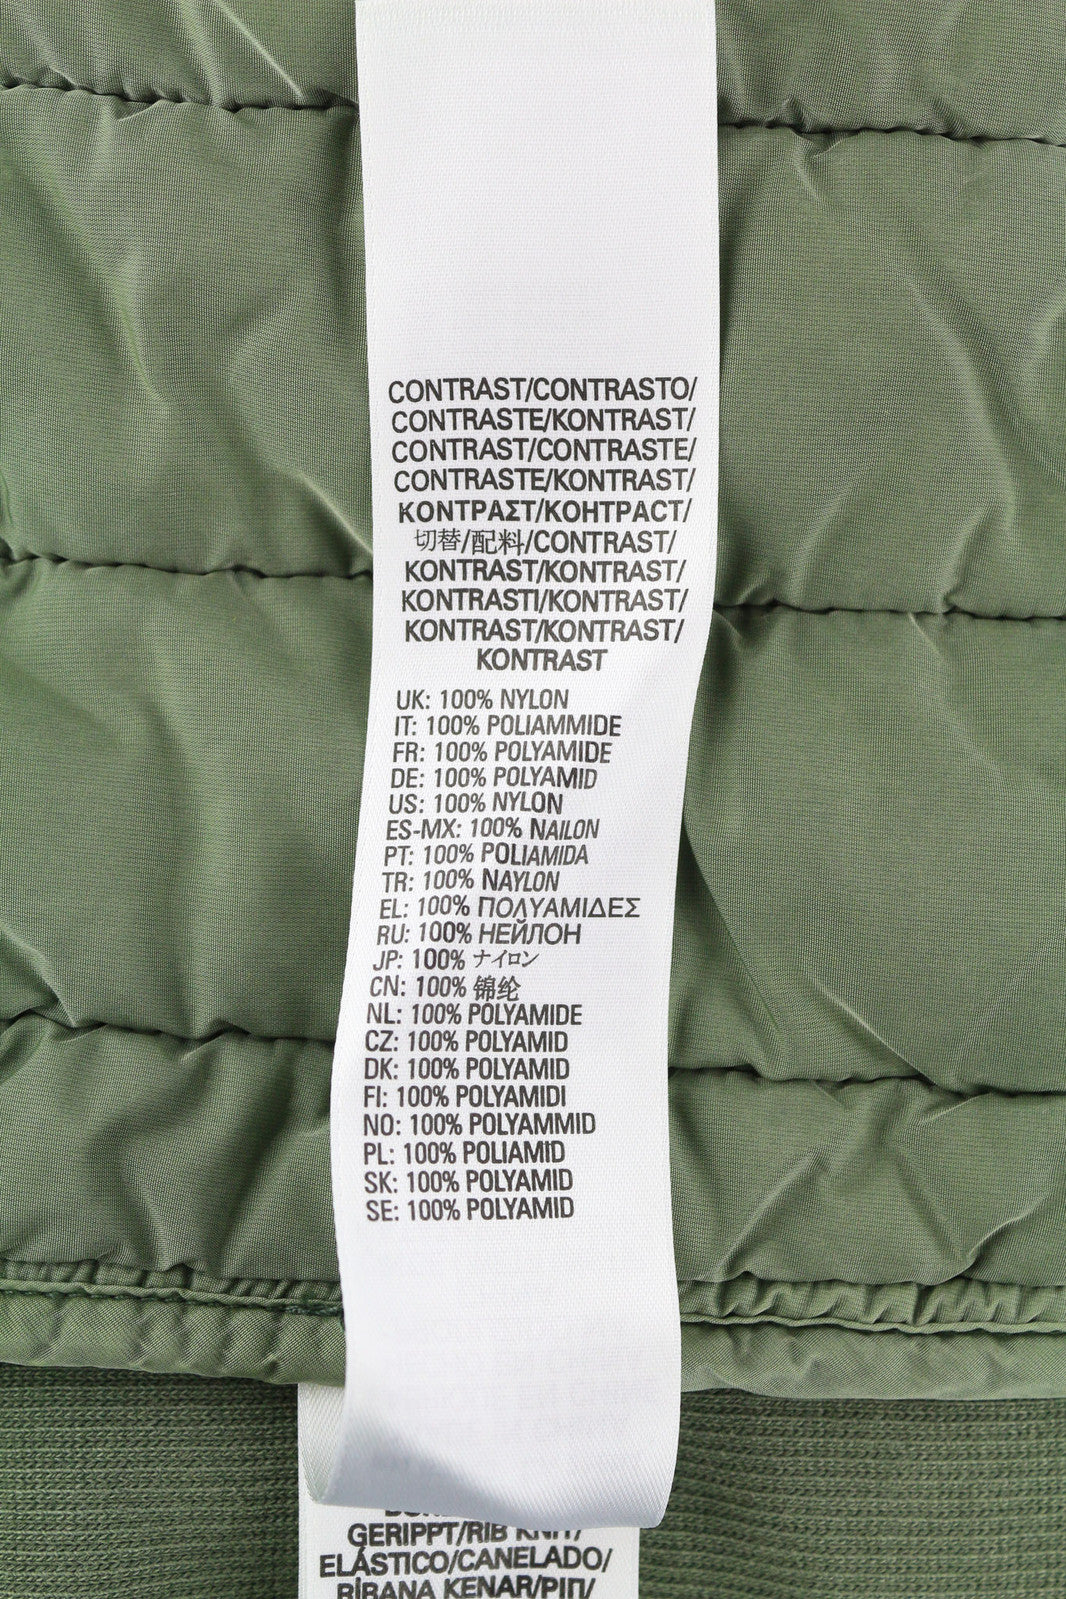 CONTRAST/CONTRASTO/
CONTRASTE/KONTRAST/
CONTRAST/CONTRASTE/
CONTRASTE/KONTRAST/
ΚΟΝΤΡΑΣΤ/КОНТРАСТ/
切替/配料/CONTRAST/
KONTRAST/KONTRAST/
KONTRASTI/KONTRAST/
KONTRAST/KONTRAST/
KONTRAST
UK: 100% NYLON
IT: 100% POLIAMMIDE
FR: 100% POLYAMIDE
DE: 100% POLYAMID
US: 100% NYLON
ES-MX: 100% NAILON
PT: 100% POLIAMIDA
TR: 100% NAYLON
EL: 100% ΠΟΛΥΑΜΙΔΕΣ
RU: 100% НЕЙЛОН
JP: 100% ナイロン
CN: 100% 锦纶
NL: 100% POLYAMIDE
CZ: 100% POLYAMID
DK: 100% POLYAMID
FI: 100% POLYAMIDI
NO: 100% POLYAMMID
PL: 100% POLIAMID
SK: 100% POLYAMID
SE: 100% POLYAMID
GERIPPT/RIB KNIT/
ELÁSTICO/CANELADO/
RİBANA KENAR/ΡΙΠ/